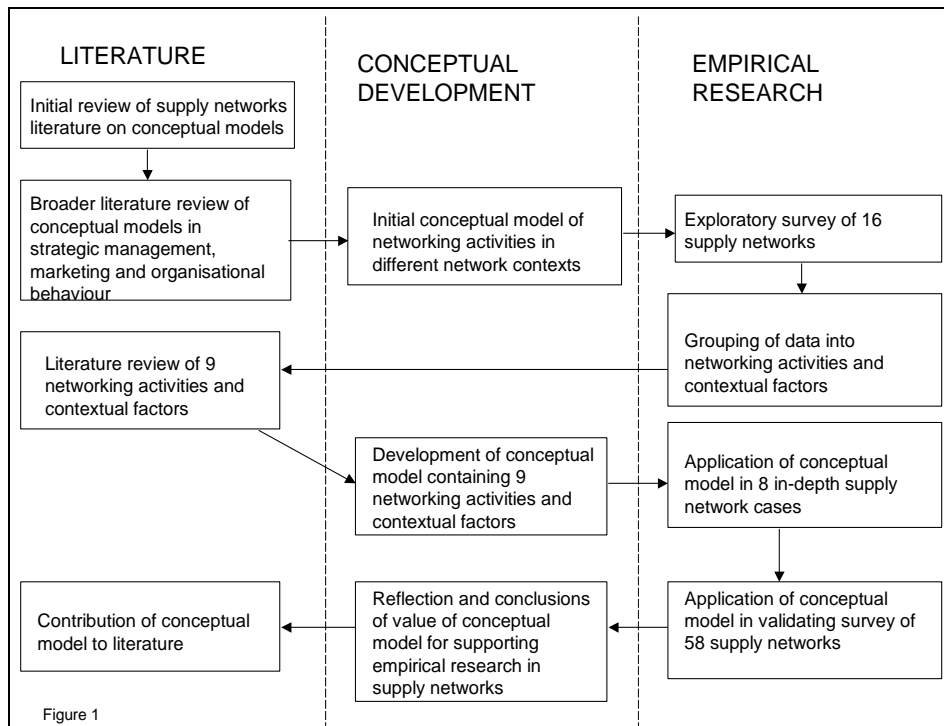 LITERATURE
CONCEPTUAL
DEVELOPMENT
EMPIRICAL
RESEARCH
Initial review of supply networks
literature on conceptual models
Broader literature review of
conceptual models in
strategic management,
marketing and organisational
behaviour
Initial conceptual model of
networking activities in
different network contexts
Exploratory survey of 16
supply networks
Grouping of data into
networking activities and
contextual factors
Literature review of 9
networking activities and
contextual factors
Development of conceptual
model containing 9
networking activities and
contextual factors
Application of conceptual
model in 8 in-depth supply
network cases
Application of conceptual
model in validating survey of
58 supply networks
Reflection and conclusions
of value of conceptual
model for supporting
empirical research in
supply networks
Contribution of conceptual
model to literature
Figure 1